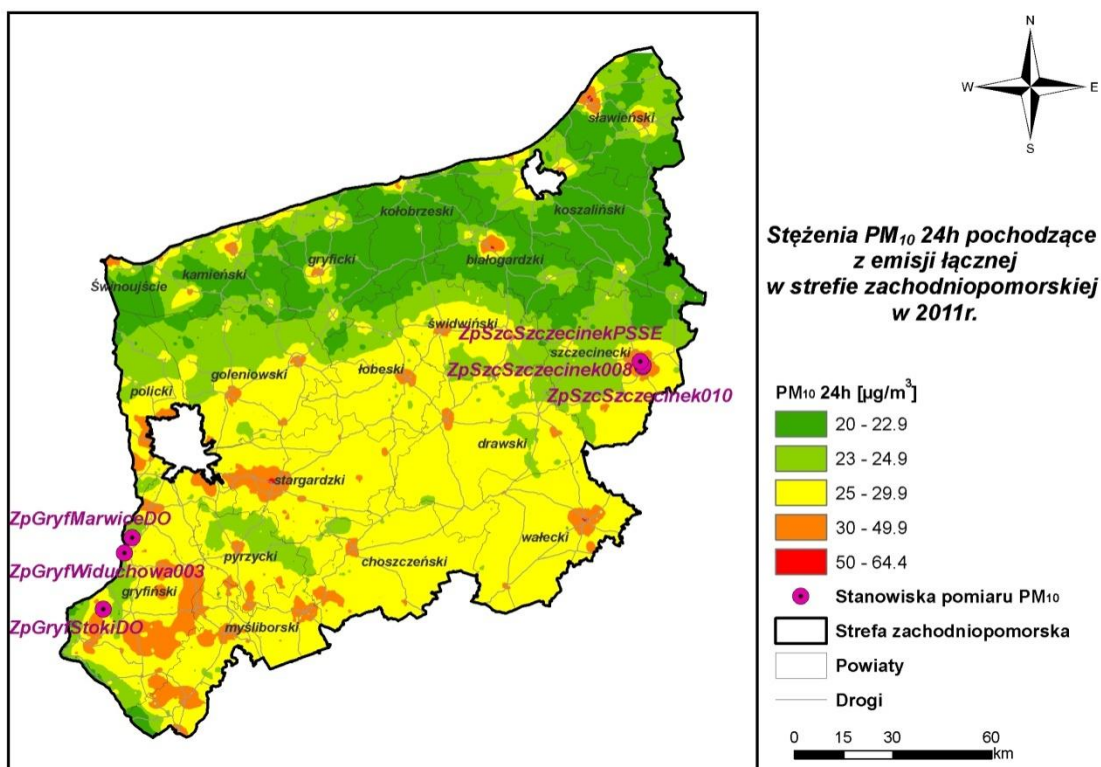 N
W E
S
Stężenia PM10 24h pochodzące
z emisji łącznej
w strefie zachodniopomorskiej
w 2011r.
PM10 24h [µg/m³]
20 - 22.9
23 - 24.9
25 - 29.9
30 - 49.9
50 - 64.4
Stanowiska pomiaru PM10
Strefa zachodniopomorska
Powiaty
Drogi
0 15 30 60
km
sławieński
kołobrzeski
koszaliński
białogardzki
gryficki
kamieński
Świnoujście
świdwiński
ZpSzcSzczecinekPSSE
szczecinecki
ZpSzcSzczecinek008
ZpSzcSzczecinek010
łobeski
goleniowski
policki
drawski
stargardzki
wałecki
ZpGryfMarwiceDO
pyrzycki
choszczeński
ZpGryfWiduchowa003
gryfiński
ZpGryfStokiDO
myśliborski